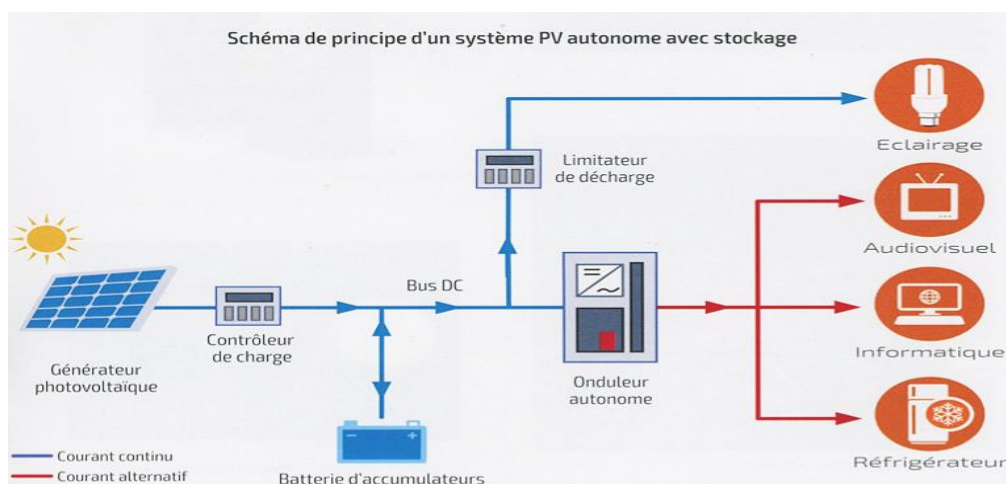 Schéma de principe d'un système PV autonome avec stockage
Eclairage
Limitateur
de décharge
Audiovisuel
Bus DC
Contrôleur
de charge
Générateur
photovoltaïque
Informatique
Onduleur
autonome
Courant continu
Courant alternatif
Batterie d'accumulateurs
Réfrigérateur